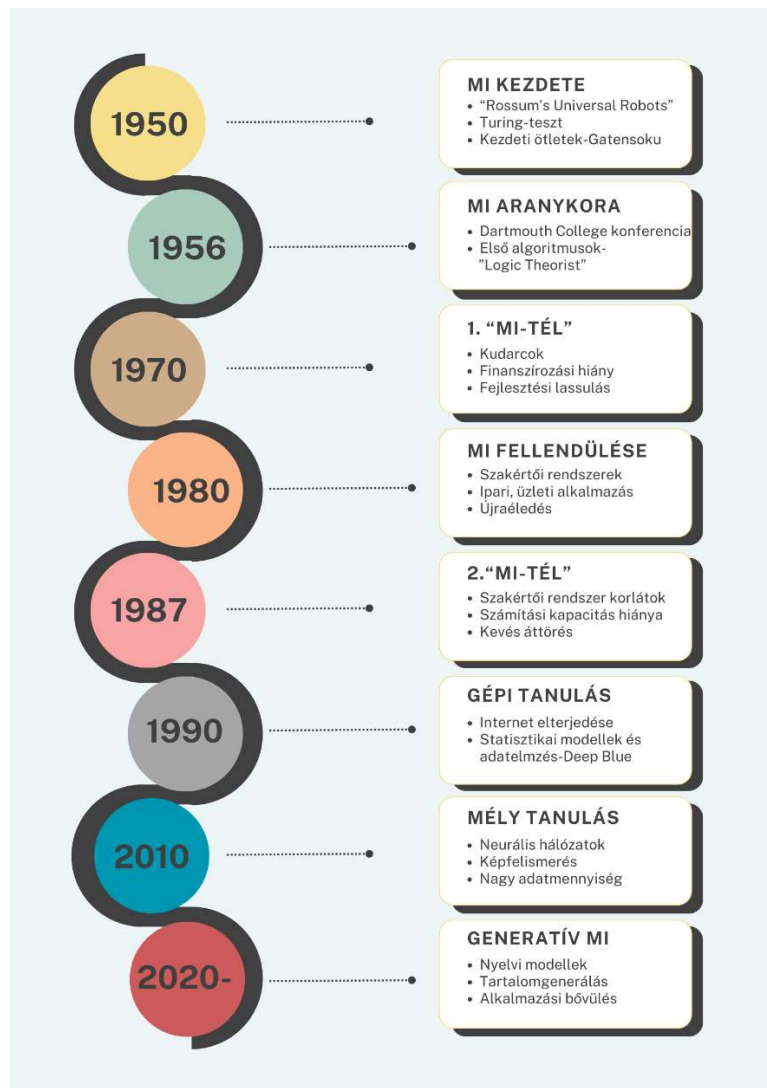 1950
MI KEZDETE
• “Rossum’s Universal Robots”
• Turing-teszt
• Kezdeti ötletek-Gatensoku
1956
MI ARANYKORA
• Dartmouth College konferencia
• Első algoritmusok-
”Logic Theorist”
1970
1. “MI-TÉL”
• Kudarcok
• Finanszírozási hiány
• Fejlesztési lassulás
1980
MI FELLENDÜLÉSE
• Szakértői rendszerek
• Ipari, üzleti alkalmazás
• Újraéledés
1987
2.“MI-TÉL”
• Szakértői rendszer korlátok
• Számítási kapacitás hiánya
• Kevés áttörés
1990
GÉPI TANULÁS
• Internet elterjedése
• Statisztikai modellek és
adatelmzés-Deep Blue
2010
MÉLY TANULÁS
• Neurális hálózatok
• Képfelismerés
• Nagy adatmennyiség
2020-
GENERATÍV MI
• Nyelvi modellek
• Tartalomgenerálás
• Alkalmazási bővülés